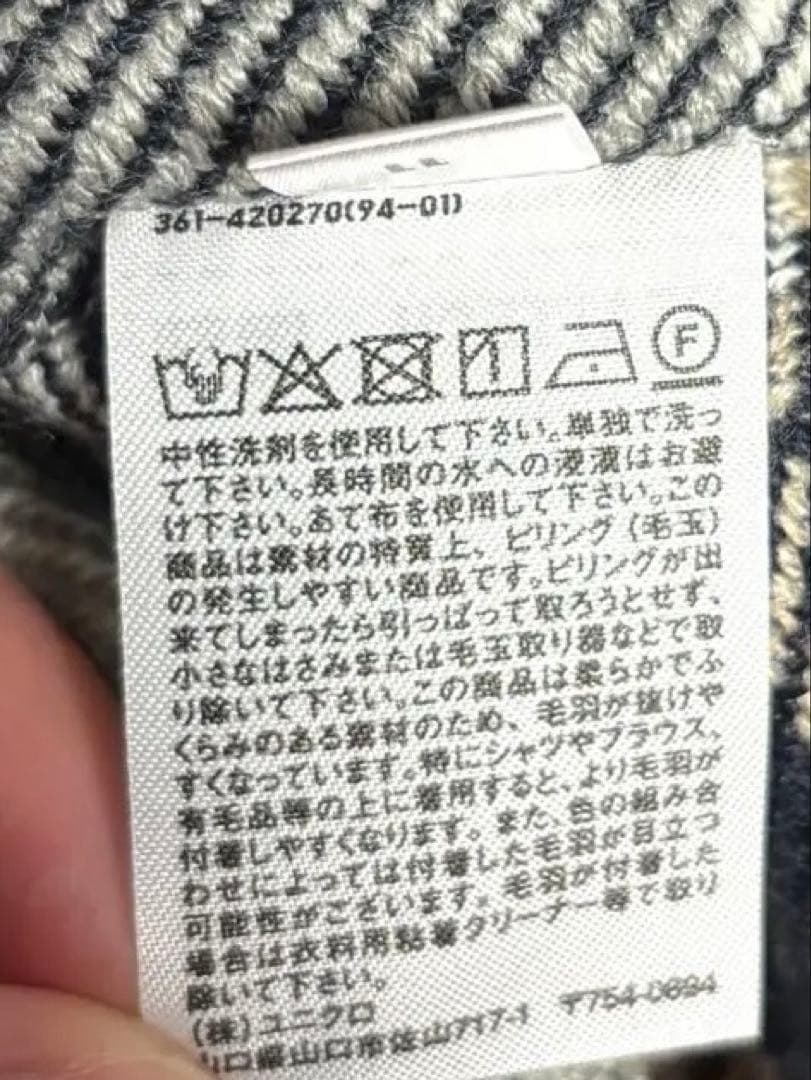 361-420270(94-01)
F
中性洗剤を使用して下さい。単独で洗っ
て下さい。長時間の水への浸漬はお避
け下さい。あて布を使用して下さい。この
商品は素材の特質上、ピリング(毛玉)
の発生しやすい商品です。ピリングが出
来てしまったら引っぱって取ろうとせず、
小さなはさみまたは毛玉取り器などで取
り除いて下さい。この商品は柔らかでふ
くらみのある素材のため、毛羽が抜けや
すくなっています。特にシャツやブラウス、
有毛品等の上に着用すると、より毛羽が
付着しやすくなります。また、色の組み合
わせによっては付着した毛羽が目立つ
可能性がございます。毛羽が付着した
場合は衣料用粘着クリーナー等で取り
除いて下さい。
(株)ユニクロ
山口県山口市佐山717-1 〒754-0894